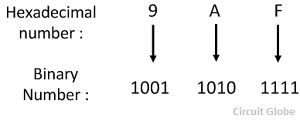 Hexadecimal 9 A F
number :
Binary
Number : 1001 1010 1111
Circuit Globe